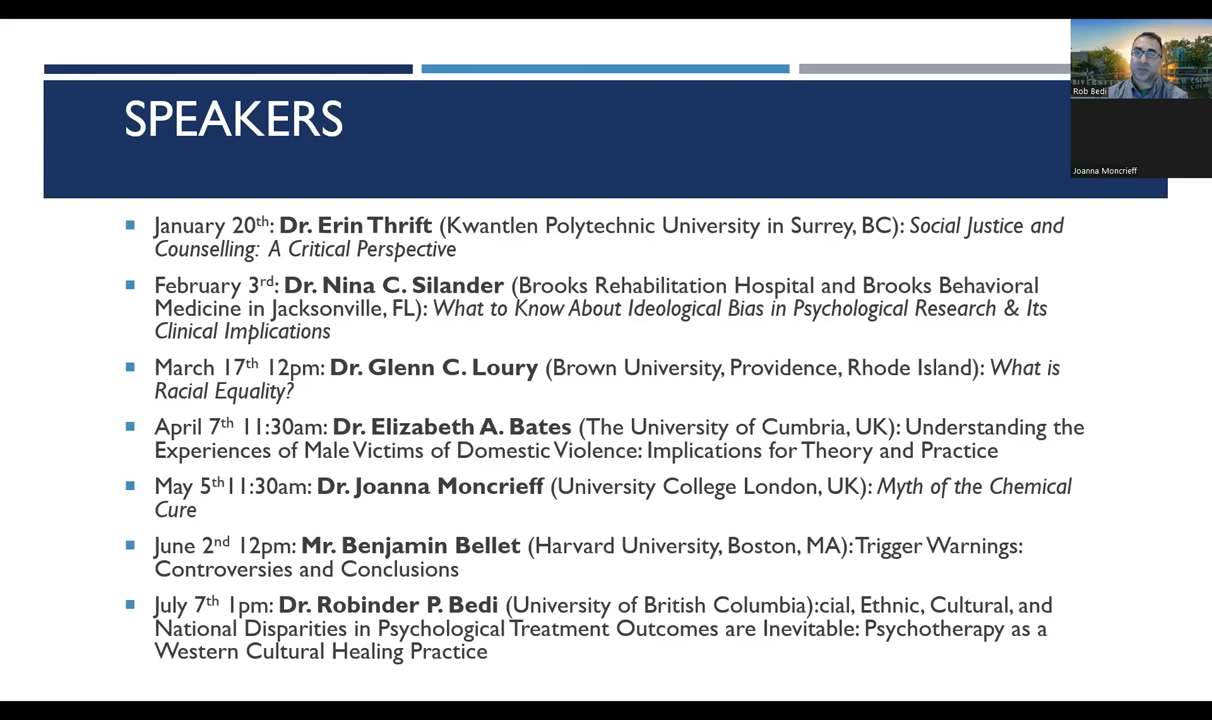 SPEAKERS
Rob Bedi
Joanna Moncrieff
January 20th: Dr. Erin Thrift (Kwantlen Polytechnic University in Surrey, BC): Social Justice and
Counselling: A Critical Perspective
February 3rd: Dr. Nina C. Silander (Brooks Rehabilitation Hospital and Brooks Behavioral
Medicine in Jacksonville, FL): What to Know About Ideological Bias in Psychological Research & Its
Clinical Implications
March 17th 12pm: Dr. Glenn C. Loury (Brown University, Providence, Rhode Island): What is
Racial Equality?
April 7th 11:30am: Dr. Elizabeth A. Bates (The University of Cumbria, UK): Understanding the
Experiences of Male Victims of Domestic Violence: Implications for Theory and Practice
May 5th11:30am: Dr. Joanna Moncrieff (University College London, UK): Myth of the Chemical
Cure
June 2nd 12pm: Mr. Benjamin Bellet (Harvard University, Boston, MA): Trigger Warnings:
Controversies and Conclusions
July 7th 1pm: Dr. Robinder P. Bedi (University of British Columbia):cial, Ethnic, Cultural, and
National Disparities in Psychological Treatment Outcomes are Inevitable: Psychotherapy as a
Western Cultural Healing Practice